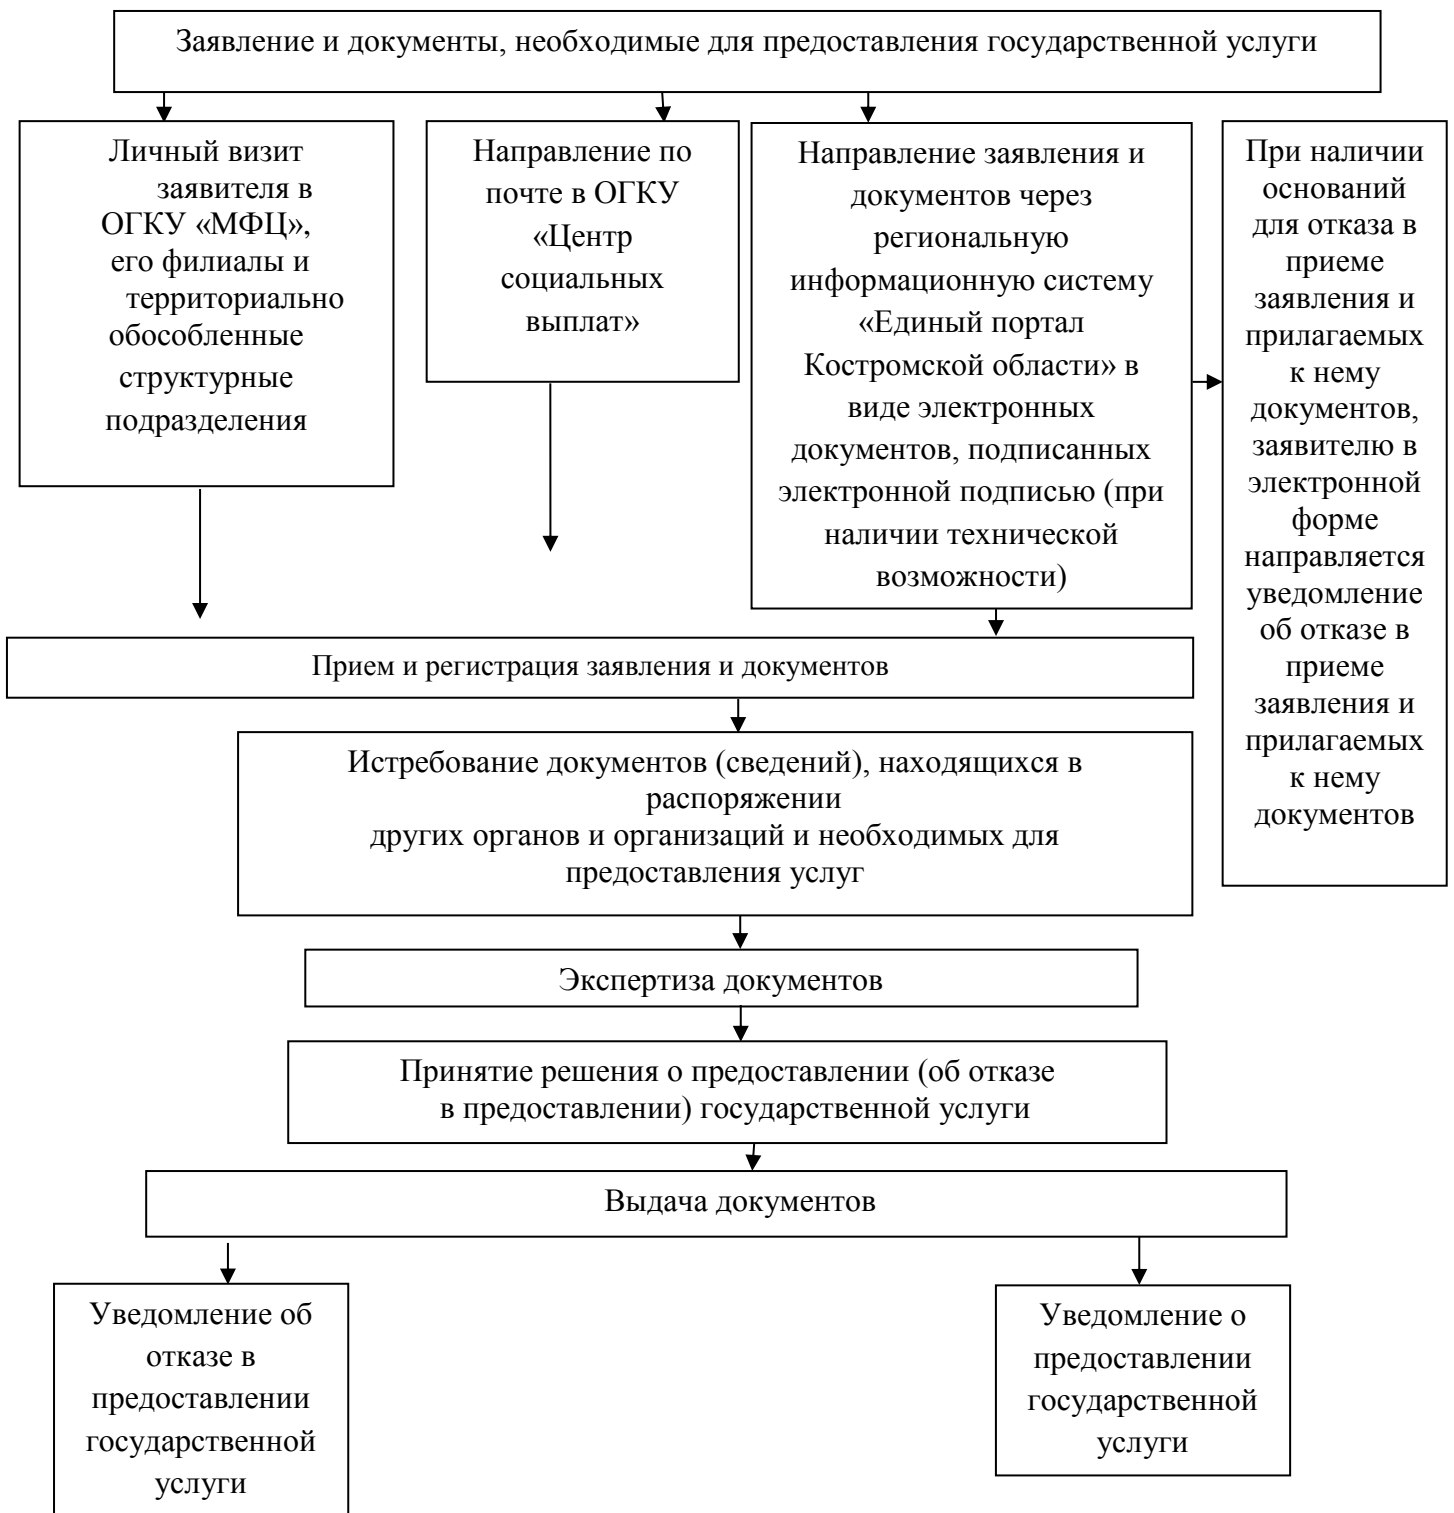 Заявление и документы, необходимые для предоставления государственной услуги
Личный визит
заявителя в
ОГКУ «МФЦ»,
его филиалы и
территориально
обособленные
структурные
подразделения
Направление по
почте в ОГКУ
«Центр
социальных
выплат»
Направление заявления и
документов через
региональную
информационную систему
«Единый портал
Костромской области» в
виде электронных
документов, подписанных
электронной подписью (при
наличии технической
возможности)
При наличии
оснований
для отказа в
приеме
заявления и
прилагаемых
к нему
документов,
заявителю в
электронной
форме
направляется
уведомление
об отказе в
приеме
заявления и
прилагаемых
к нему
документов
Прием и регистрация заявления и документов
Истребование документов (сведений), находящихся в
распоряжении
других органов и организаций и необходимых для
предоставления услуг
Экспертиза документов
Принятие решения о предоставлении (об отказе
в предоставлении) государственной услуги
Выдача документов
Уведомление об
отказе в
предоставлении
государственной
услуги
Уведомление о
предоставлении
государственной
услуги